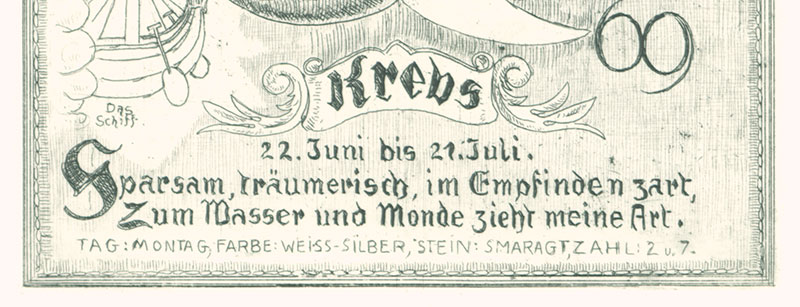 Das
Schiff.
Krebs
22. Juni bis 21. Juli.
Sparsam, träumerisch, im Empfinden zart,
Zum Wasser und Monde zieht meine Art.
TAG: MONTAG, FARBE: WEISS-SILBER, STEIN: SMARAGT, ZAHL: 2 u. 7.